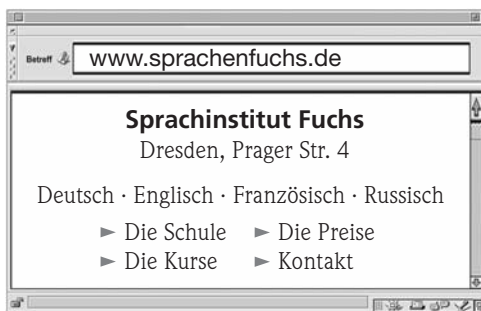 Betreff www.sprachenfuchs.de
Sprachinstitut Fuchs
Dresden, Prager Str. 4
Deutsch · Englisch · Französisch · Russisch
► Die Schule ► Die Preise
► Die Kurse ► Kontakt